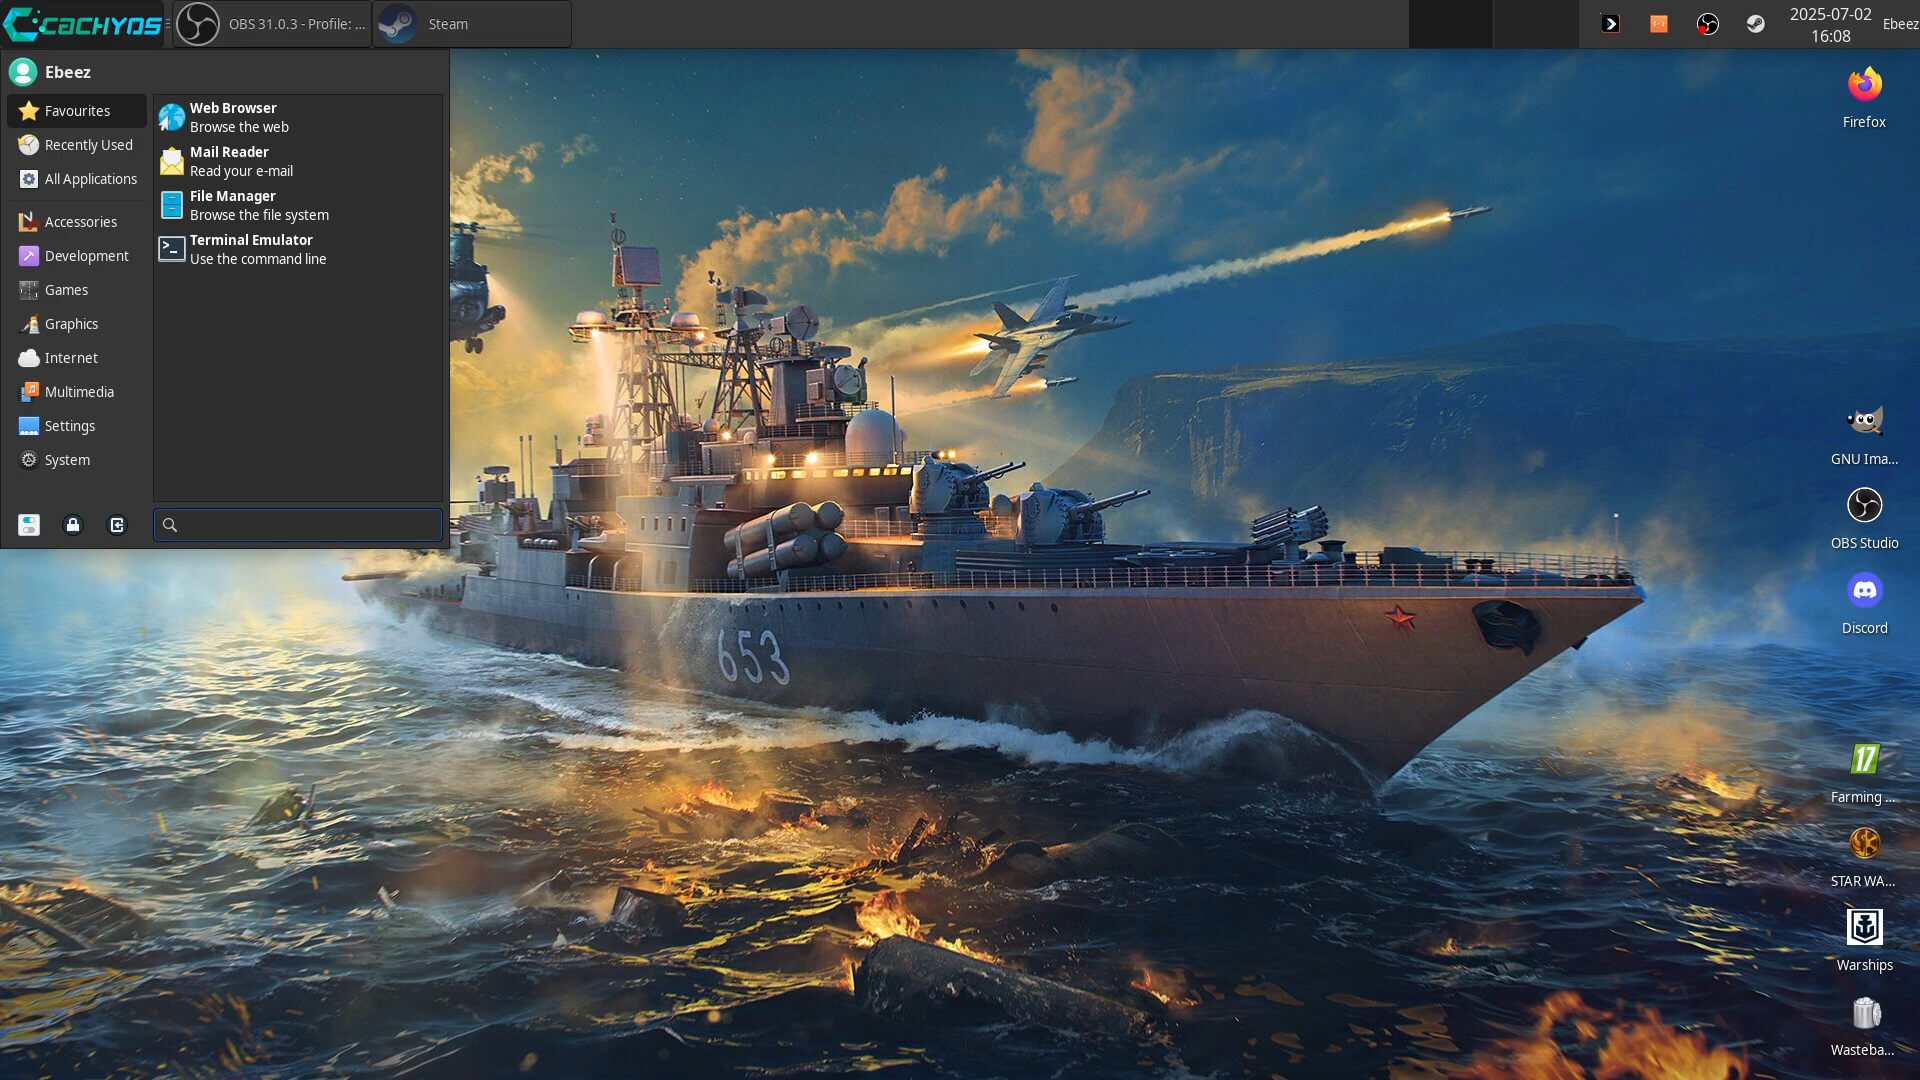 CACHYOS
OBS 31.0.3 - Profile: ...
Steam
2025-07-02
16:08
Ebeez
Ebeez
Favourites
Recently Used
All Applications
Accessories
Development
Games
Graphics
Internet
Multimedia
Settings
System
Web Browser
Browse the web
Mail Reader
Read your e-mail
File Manager
Browse the file system
Terminal Emulator
Use the command line
653
Firefox
GNU Ima...
OBS Studio
Discord
17
Farming ...
STAR WA...
Warships
Wasteba...